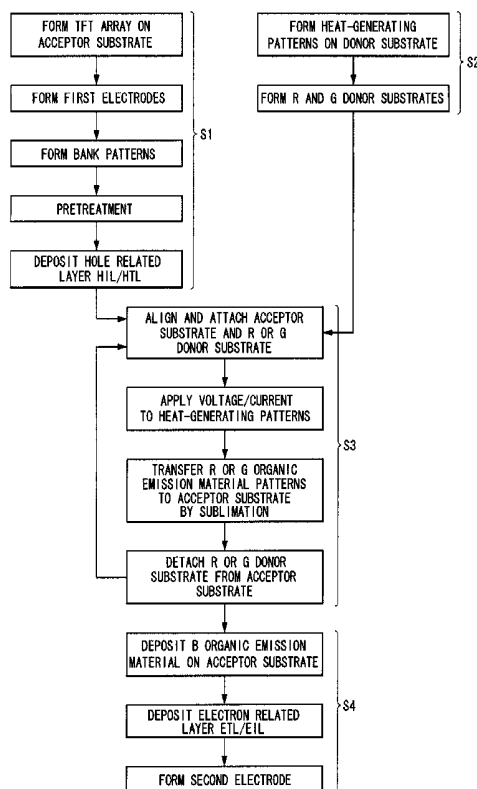 FORM TFT ARRAY ON
ACCEPTOR SUBSTRATE
FORM FIRST ELECTRODES
FORM BANK PATTERNS
PRETREATMENT
DEPOSIT HOLE RELATED
LAYER HIL/HTL
S1
FORM HEAT-GENERATING
PATTERNS ON DONOR SUBSTRATE
FORM R AND G DONOR SUBSTRATES
S2
ALIGN AND ATTACH ACCEPTOR
SUBSTRATE AND R OR G
DONOR SUBSTRATE
APPLY VOLTAGE/CURRENT
TO HEAT-GENERATING PATTERNS
TRANSFER R OR G ORGANIC
EMISSION MATERIAL PATTERNS
TO ACCEPTOR SUBSTRATE
BY SUBLIMATION
DETACH R OR G DONOR
SUBSTRATE FROM ACCEPTOR
SUBSTRATE
S3
DEPOSIT B ORGANIC EMISSION
MATERIAL ON ACCEPTOR SUBSTRATE
DEPOSIT ELECTRON RELATED
LAYER ETL/EIL
FORM SECOND ELECTRODE
S4